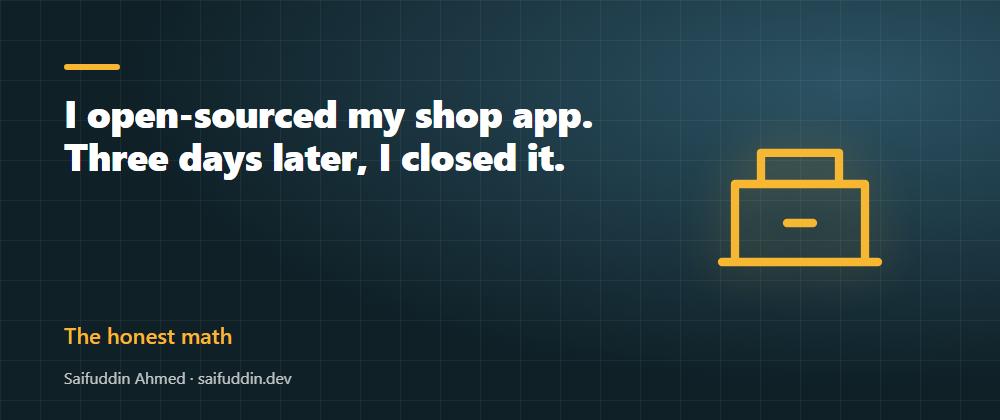 I open-sourced my shop app.
Three days later, I closed it.
The honest math
Saifuddin Ahmed · saifuddin.dev